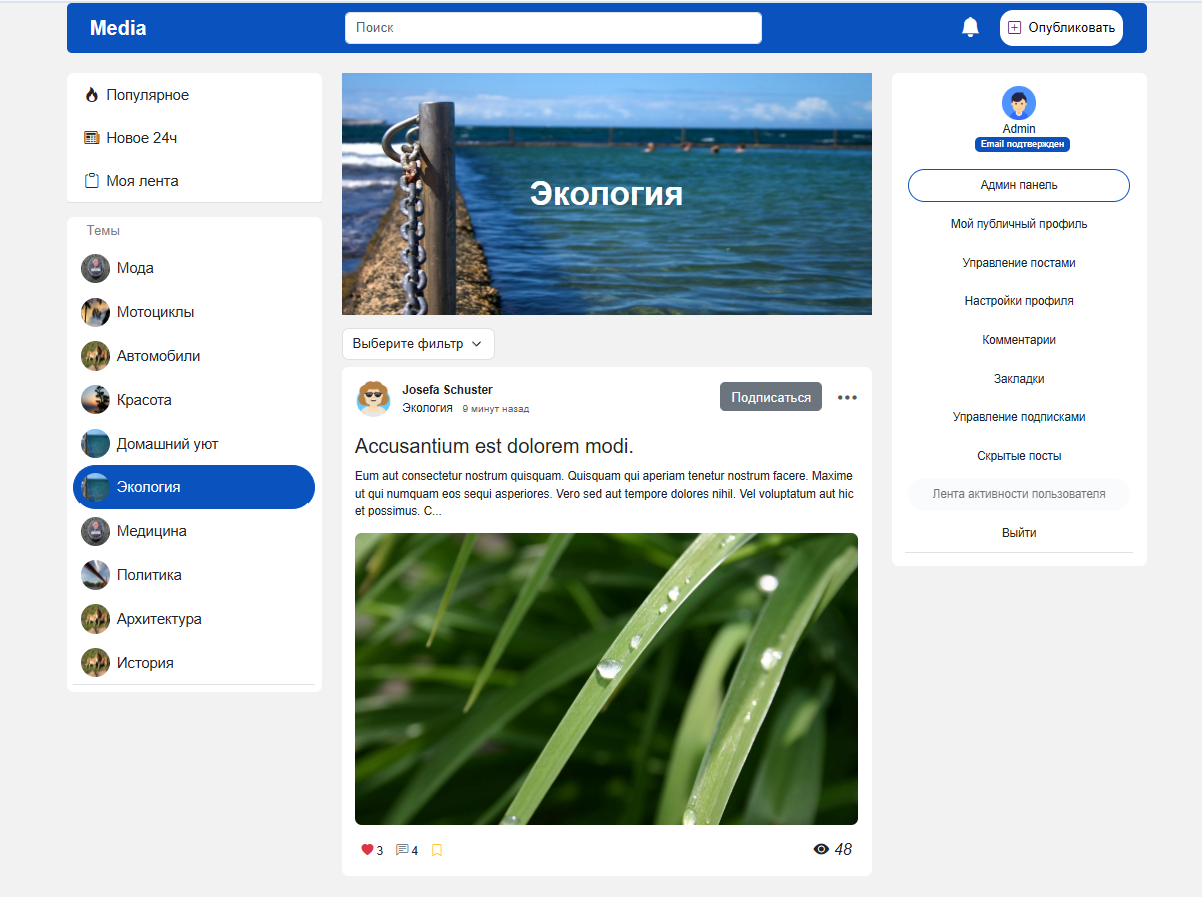 Media
Поиск
Опубликовать
Популярное
Новое 24ч
Моя лента
Темы
Мода
Мотоциклы
Автомобили
Красота
Домашний уют
Экология
Медицина
Политика
Архитектура
История
Экология
Выберите фильтр
Josefa Schuster
Экология 9 минут назад
Подписаться
Accusantium est dolorem modi.
Eum aut consectetur nostrum quisquam. Quisquam qui aperiam tenetur nostrum facere. Maxime
ut qui numquam eos sequi asperiores. Vero sed aut tempore dolores nihil. Vel voluptatum aut hic
et possimus. C...
3 4 48
Admin
Email подтвержден
Админ панель
Мой публичный профиль
Управление постами
Настройки профиля
Комментарии
Закладки
Управление подписками
Скрытые посты
Лента активности пользователя
Выйти